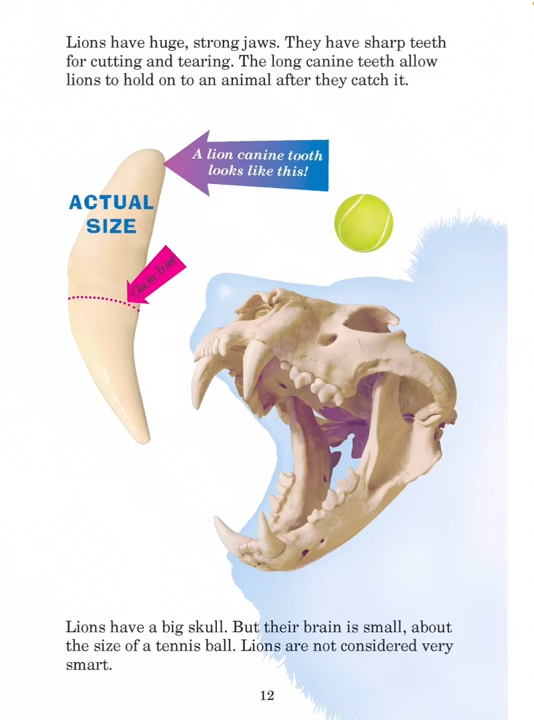 Lions have huge, strong jaws. They have sharp teeth
for cutting and tearing. The long canine teeth allow
lions to hold on to an animal after they catch it.
A lion canine tooth
looks like this!
ACTUAL
SIZE
Gum line
Lions have a big skull. But their brain is small, about
the size of a tennis ball. Lions are not considered very
smart.
12